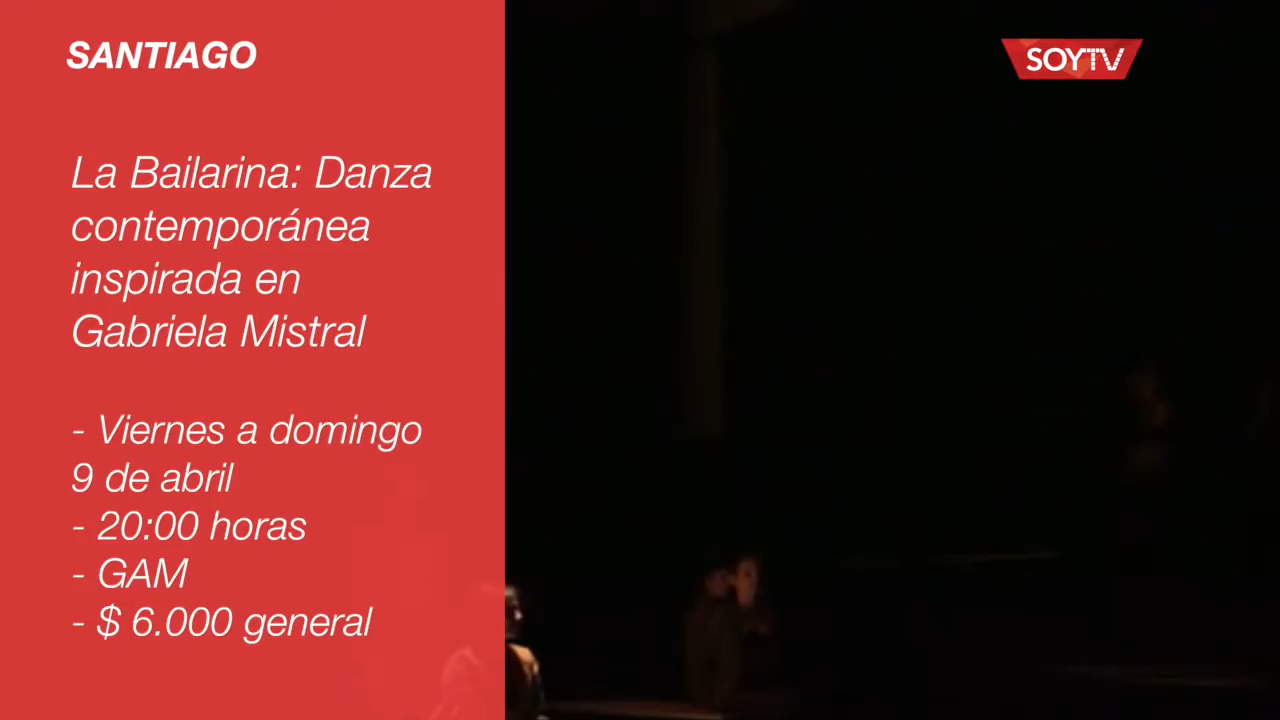 SANTIAGO
SOYTV
La Bailarina: Danza
contemporánea
inspirada en
Gabriela Mistral
- Viernes a domingo
9 de abril
- 20:00 horas
- GAM
- $ 6.000 general